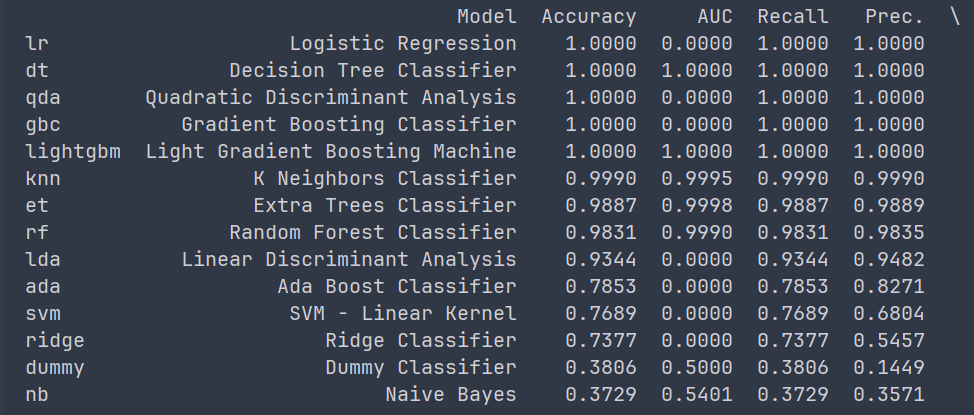 Model Accuracy AUC Recall Prec. \
lr Logistic Regression 1.0000 0.0000 1.0000 1.0000
dt Decision Tree Classifier 1.0000 1.0000 1.0000 1.0000
qda Quadratic Discriminant Analysis 1.0000 0.0000 1.0000 1.0000
gbc Gradient Boosting Classifier 1.0000 0.0000 1.0000 1.0000
lightgbm Light Gradient Boosting Machine 1.0000 1.0000 1.0000 1.0000
knn K Neighbors Classifier 0.9990 0.9995 0.9990 0.9990
et Extra Trees Classifier 0.9887 0.9998 0.9887 0.9889
rf Random Forest Classifier 0.9831 0.9990 0.9831 0.9835
lda Linear Discriminant Analysis 0.9344 0.0000 0.9344 0.9482
ada Ada Boost Classifier 0.7853 0.0000 0.7853 0.8271
svm SVM - Linear Kernel 0.7689 0.0000 0.7689 0.6804
ridge Ridge Classifier 0.7377 0.0000 0.7377 0.5457
dummy Dummy Classifier 0.3806 0.5000 0.3806 0.1449
nb Naive Bayes 0.3729 0.5401 0.3729 0.3571